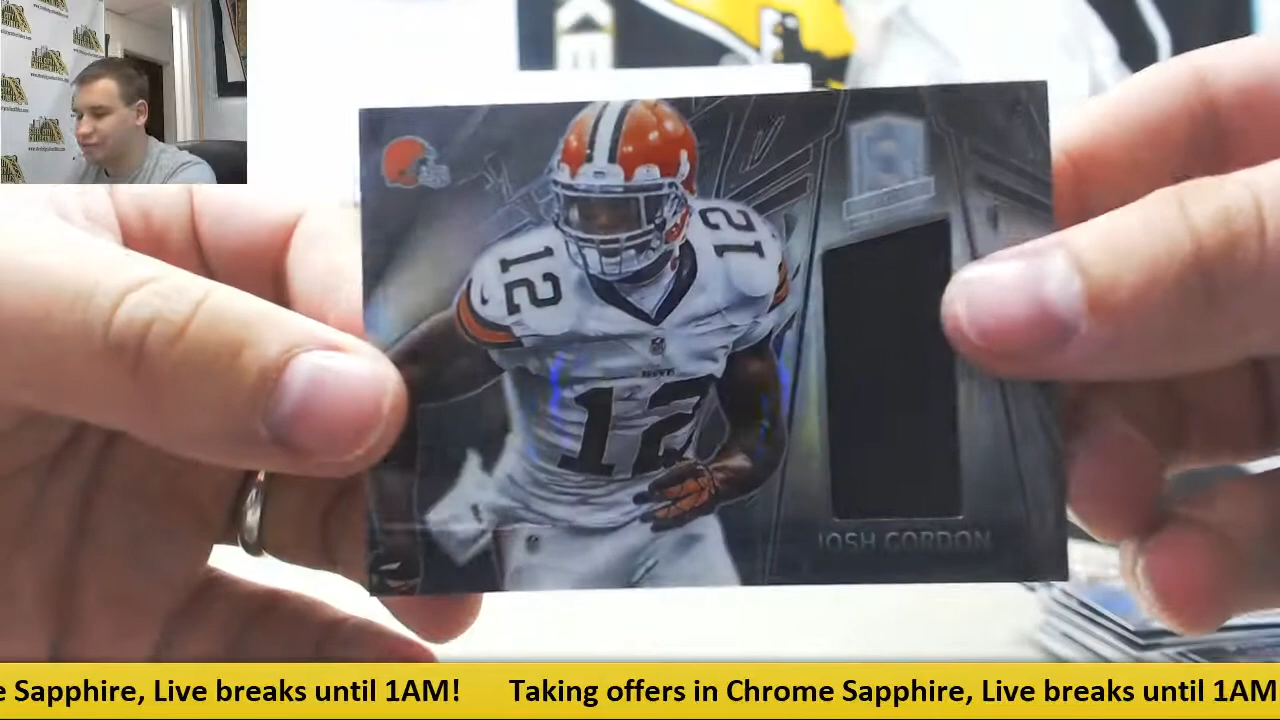 12
12
BROWNS
12
JOSH GORDON
e Sapphire, Live breaks until 1AM! Taking offers in Chrome Sapphire, Live breaks until 1AM